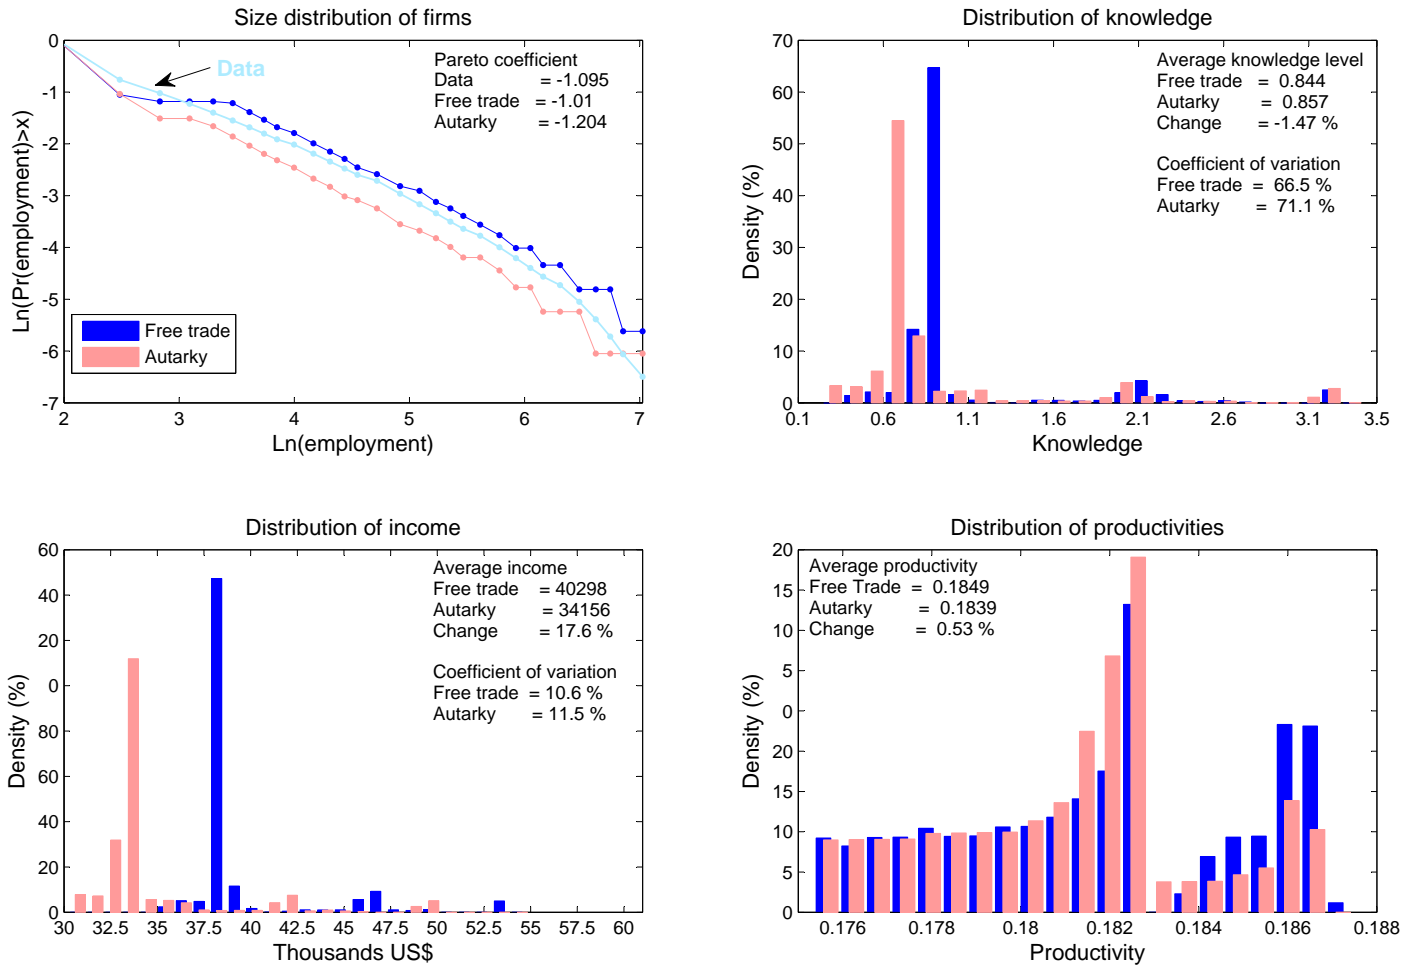 Size distribution of firms
0
-1
-2
-3
-4
-5
-6
-7
Ln(Pr(employment)>x)
Data
Pareto coefficient
Data = -1.095
Free trade = -1.01
Autarky = -1.204
Free trade
Autarky
2 3 4 5 6 7
Ln(employment)
Distribution of knowledge
70
60
50
40
30
20
10
0
Density (%)
Average knowledge level
Free trade = 0.844
Autarky = 0.857
Change = -1.47 %
Coefficient of variation
Free trade = 66.5 %
Autarky = 71.1 %
0.1 0.6 1.1 1.6 2.1 2.6 3.5
Knowledge
Distribution of income
60
60
20
0
80
60
40
20
0
Density (%)
Average income
Free trade = 40298
Autarky = 34156
Change = 17.6 %
Coefficient of variation
Free trade = 10.6 %
Autarky = 11.5 %
30 32.5 35 37.5 40 42.5 45 47.5 50 52.5 55 57.5 60
Thousands US$
Distribution of productivities
20
15
10
5
0
20
15
10
5
0
Density (%)
Average productivity
Free Trade = 0.1849
Autarky = 0.1839
Change = 0.53 %
0.176 0.178 0.18 0.182 0.184 0.186 0.188
Productivity